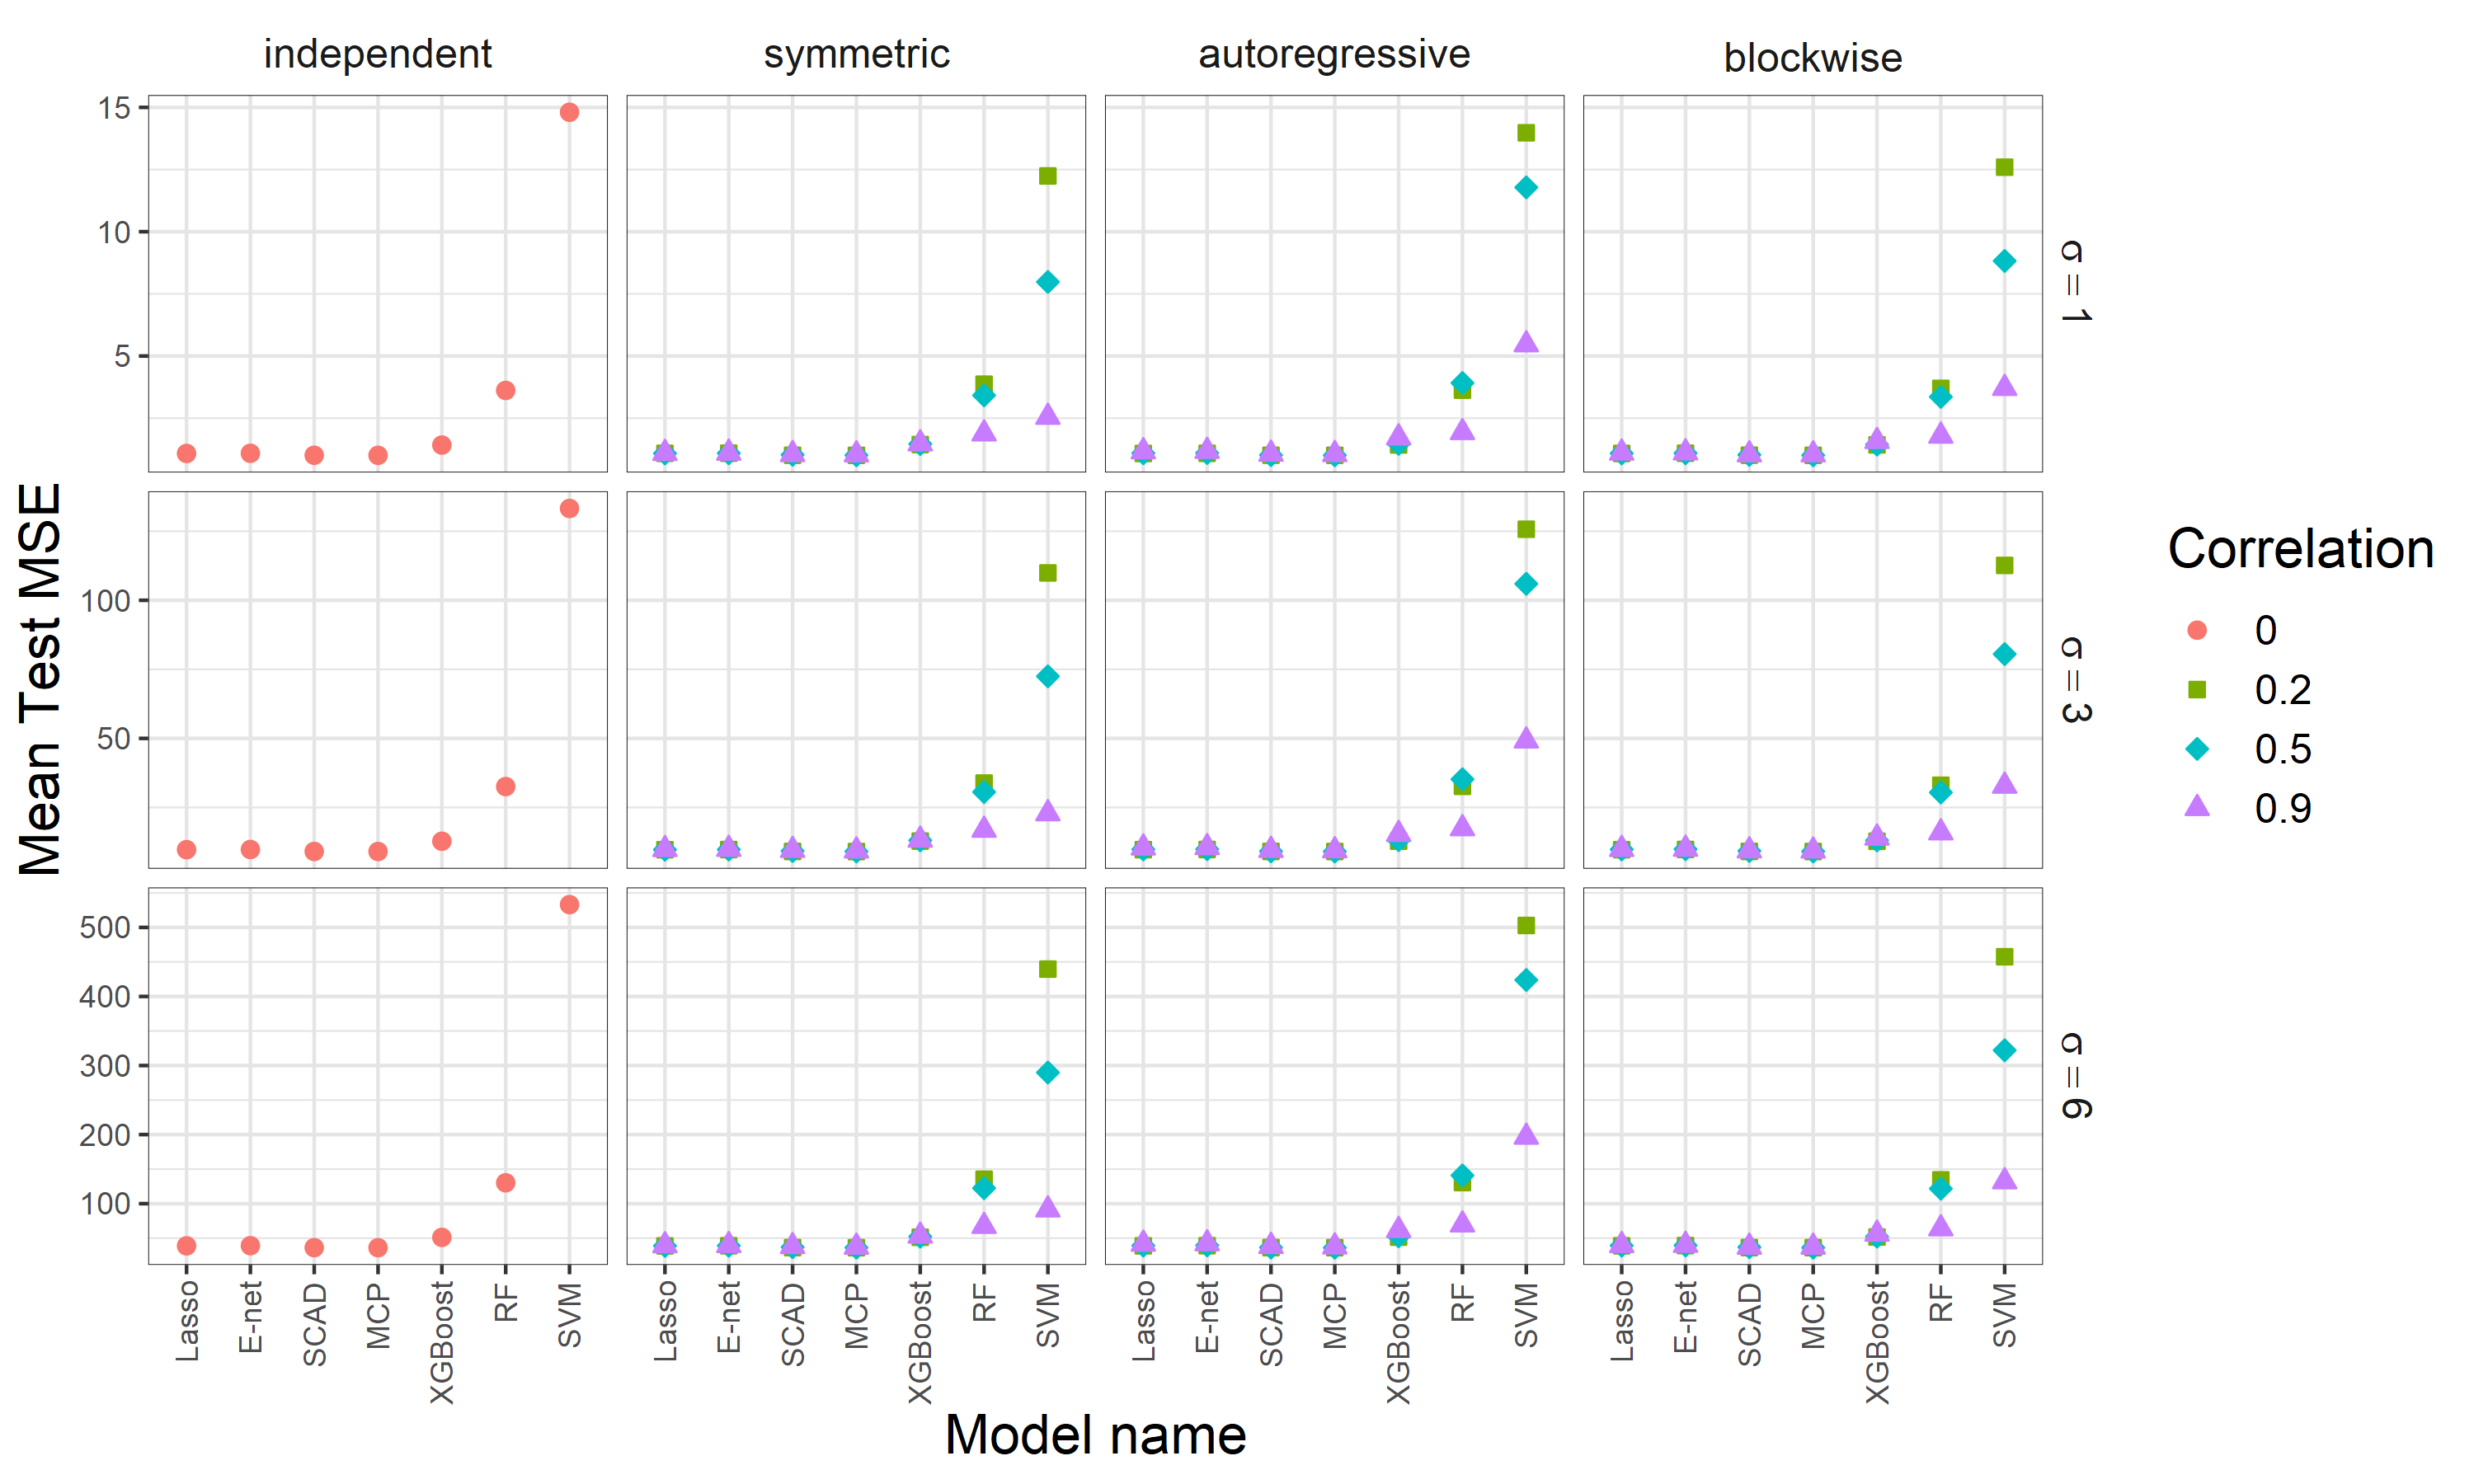 independent symmetric autoregressive blockwise
15
10
5
σ = 1
100
50
σ = 3
500
400
300
200
100
σ = 6
Mean Test MSE
Lasso E-net SCAD MCP XGBoost RF SVM Lasso E-net SCAD MCP XGBoost RF SVM Lasso E-net SCAD MCP XGBoost RF SVM Lasso E-net SCAD MCP XGBoost RF SVM
Model name
Correlation
0
0.2
0.5
0.9